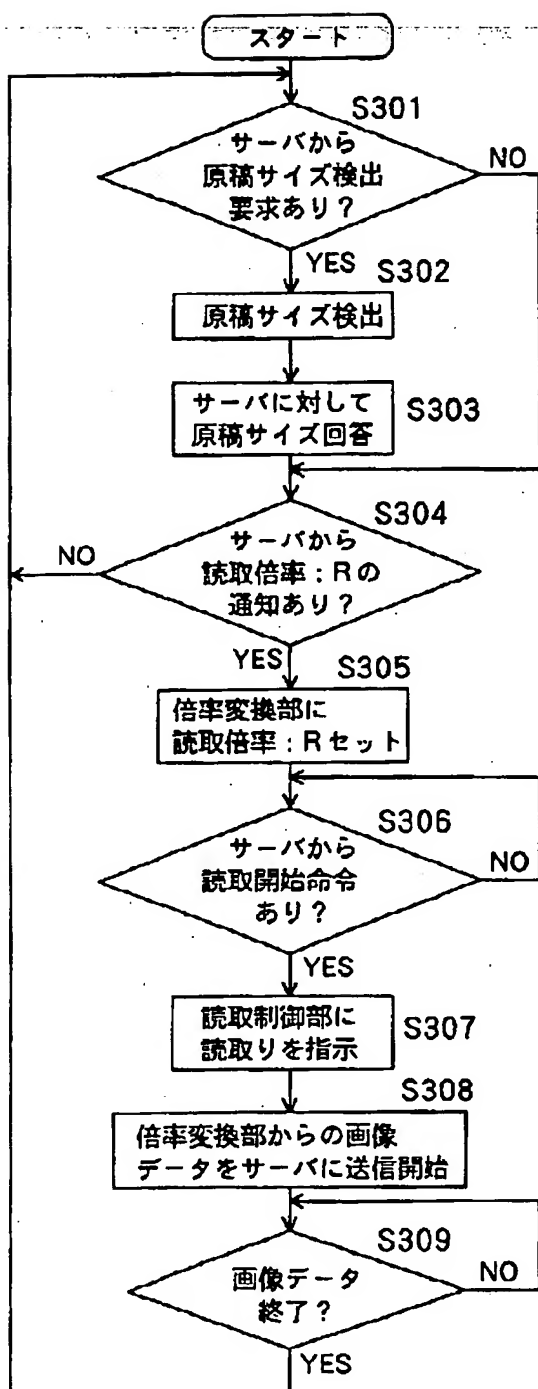 スタート
S301
サーバから
原稿サイズ検出
要求あり?
NO
YES
S302
原稿サイズ検出
サーバに対して
原稿サイズ回答
S303
S304
サーバから
読取倍率:Rの
通知あり?
NO
YES
S305
倍率変換部に
読取倍率:Rセット
S306
サーバから
読取開始命令
あり?
NO
YES
読取制御部に
読取りを指示
S307
S308
倍率変換部からの画像
データをサーバに送信開始
S309
画像データ
終了?
NO
YES